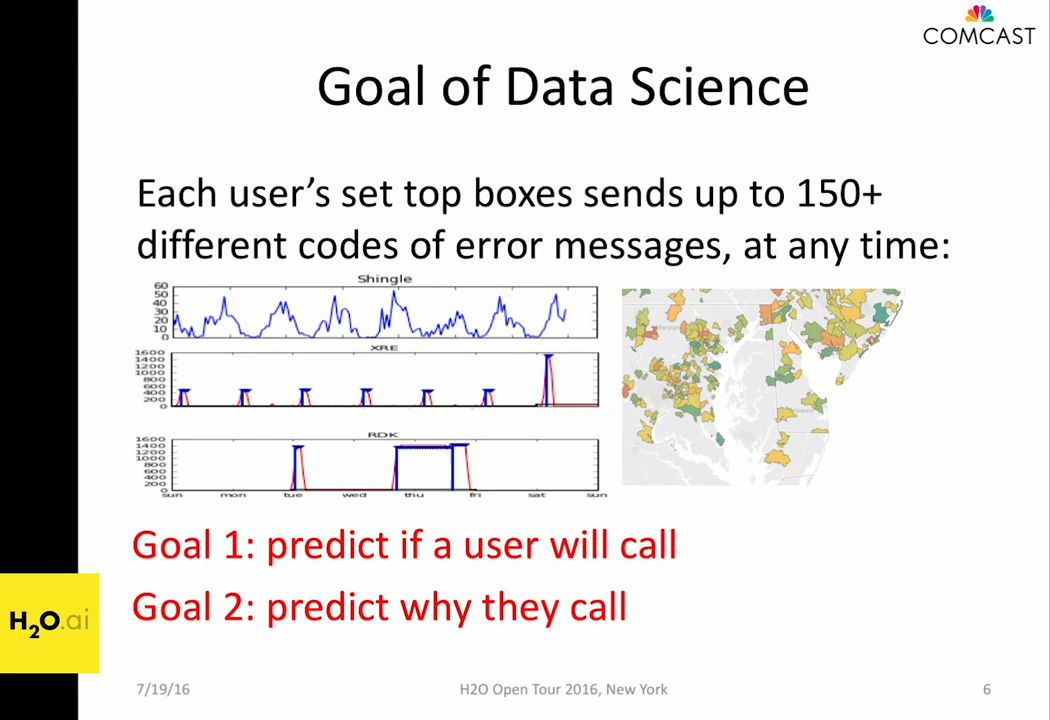 COMCAST
Goal of Data Science
Each user's set top boxes sends up to 150+
different codes of error messages, at any time:
Shingle
60
50
40
30
20
10
0
XRE
1600
1400
1200
1000
800
600
400
200
0
RDK
1600
1400
1200
1000
800
600
400
200
0
sun mon tue wed thu fri sat sun
Goal 1: predict if a user will call
Goal 2: predict why they call
H2O.ai
7/19/16 H2O Open Tour 2016, New York 6